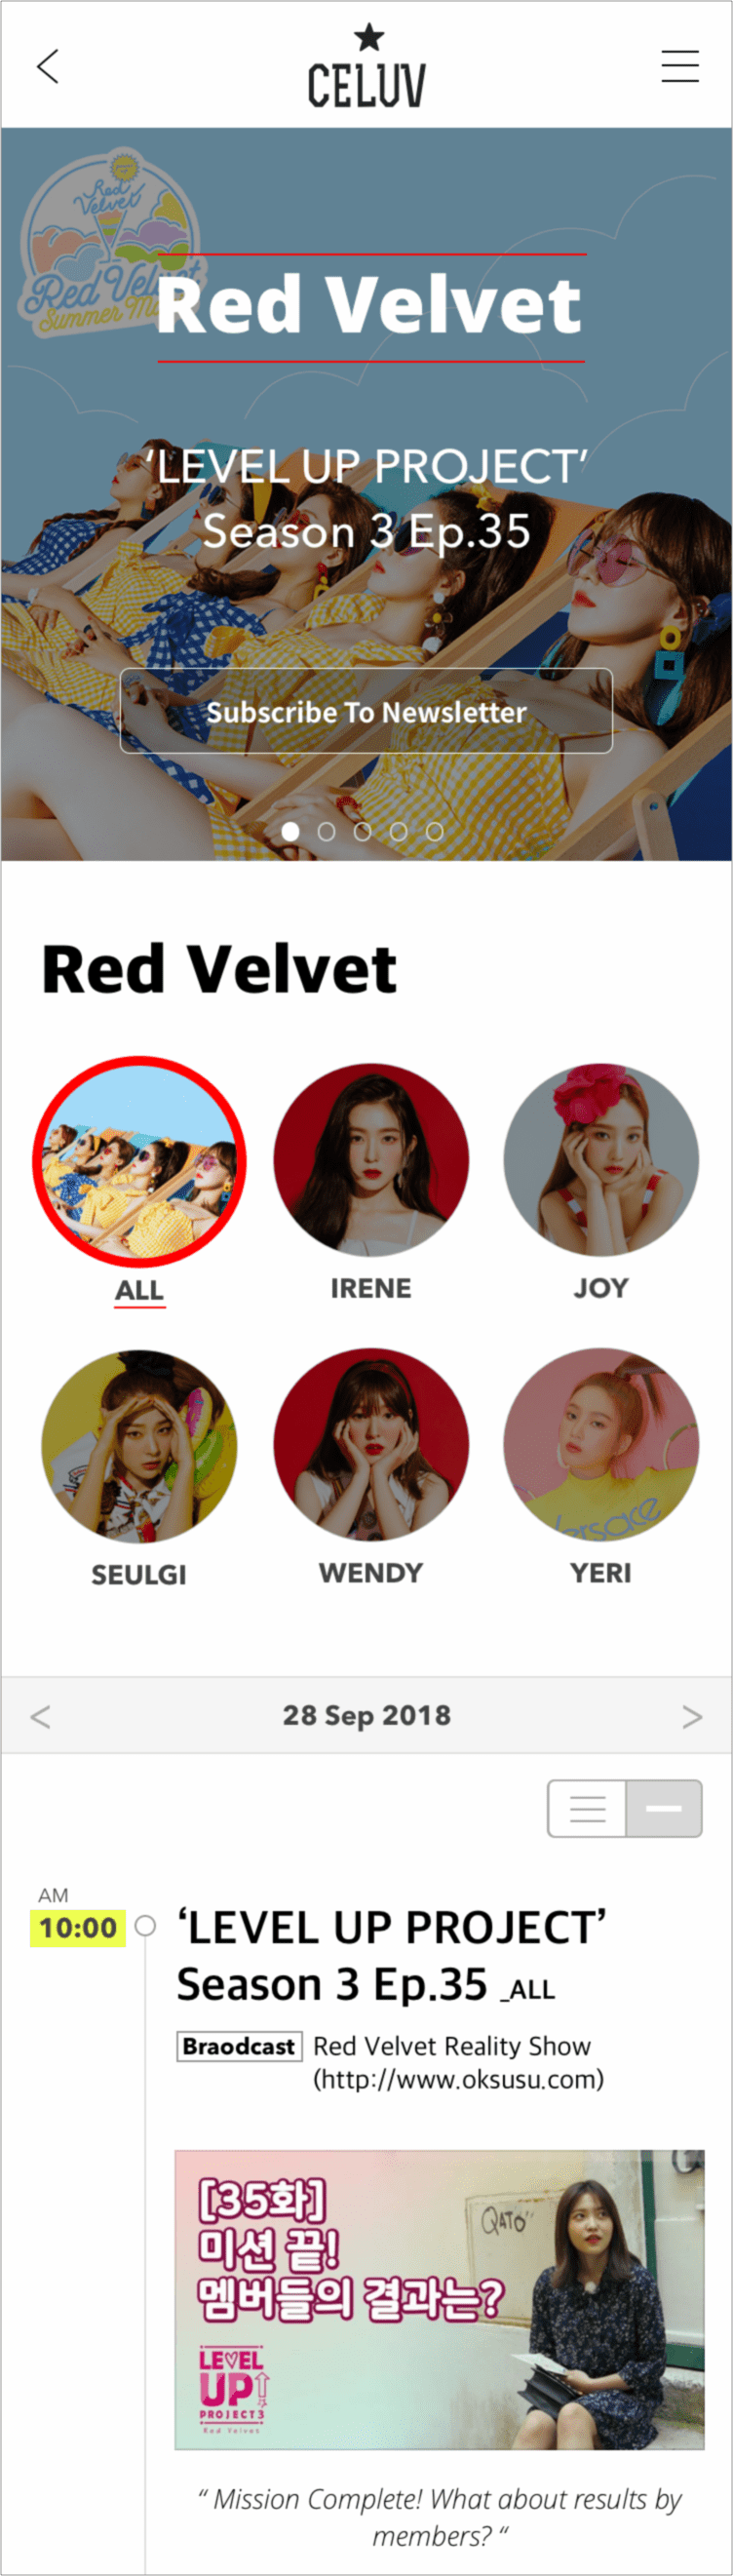 CELUV
Red
Velvet
Red Velvet
Red Velvet
‘LEVEL UP PROJECT’
Season 3 Ep.35
Subscribe To Newsletter
Red Velvet
ALL
IRENE
JOY
SEULGI
WENDY
YERI
<
28 Sep 2018
>
AM
10:00
‘LEVEL UP PROJECT’
Season 3 Ep.35 _ALL
Braodcast Red Velvet Reality Show
(http://www.oksusu.com)
[35화]
미션 끝!
멤버들의 결과는?
QATO
LEVEL
UP
PROJECT3
Red Velvet
“ Mission Complete! What about results by
members? “